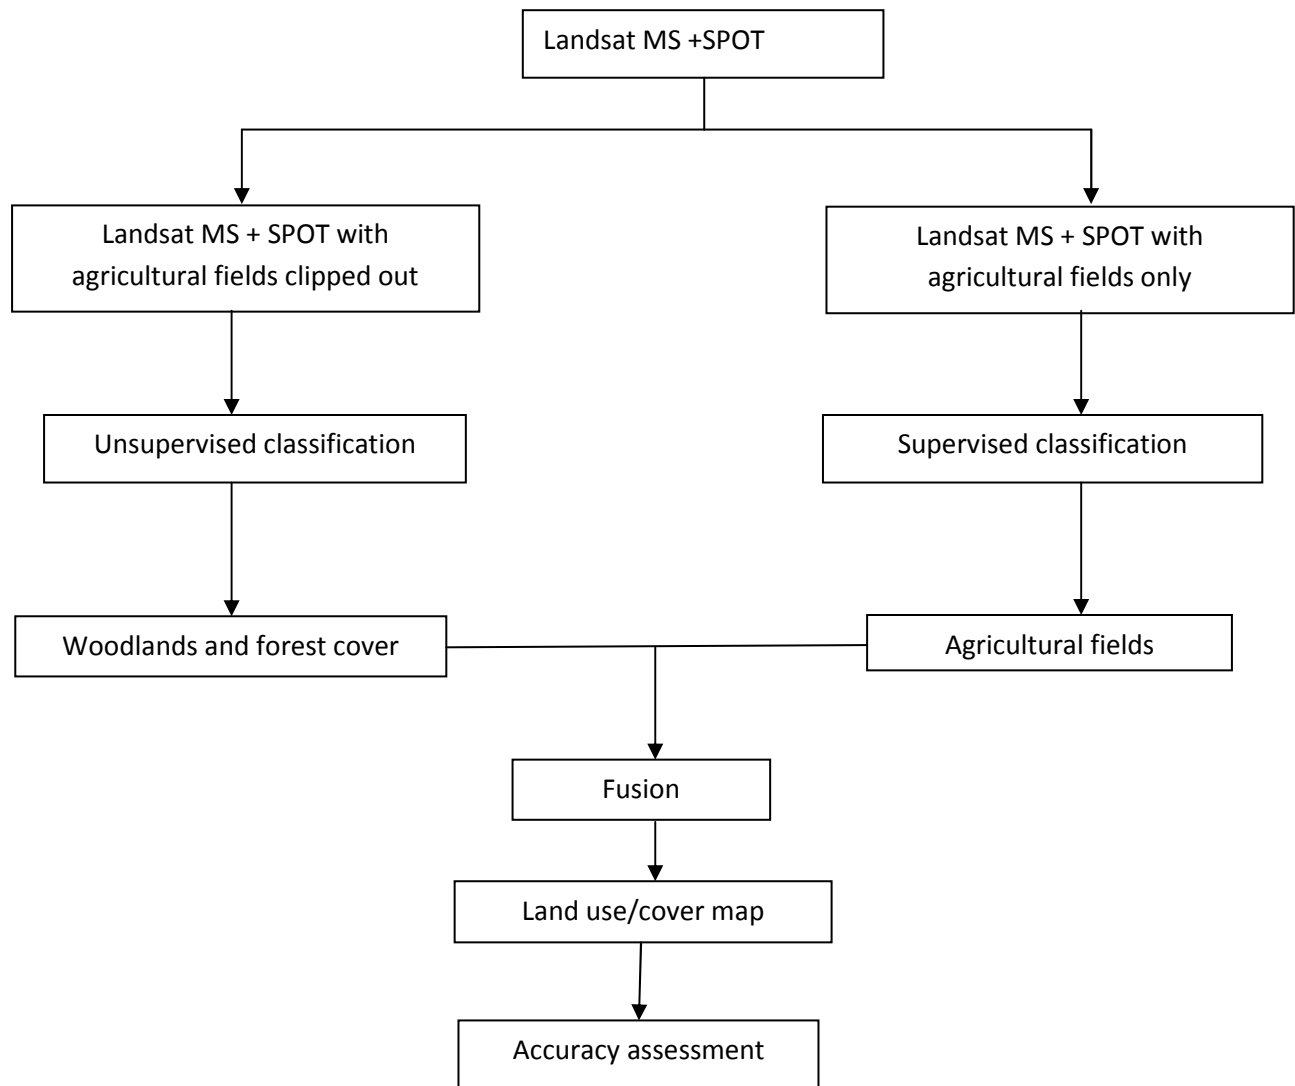 Landsat MS +SPOT
Landsat MS + SPOT with
agricultural fields clipped out
Landsat MS + SPOT with
agricultural fields only
Unsupervised classification
Supervised classification
Woodlands and forest cover
Agricultural fields
Fusion
Land use/cover map
Accuracy assessment